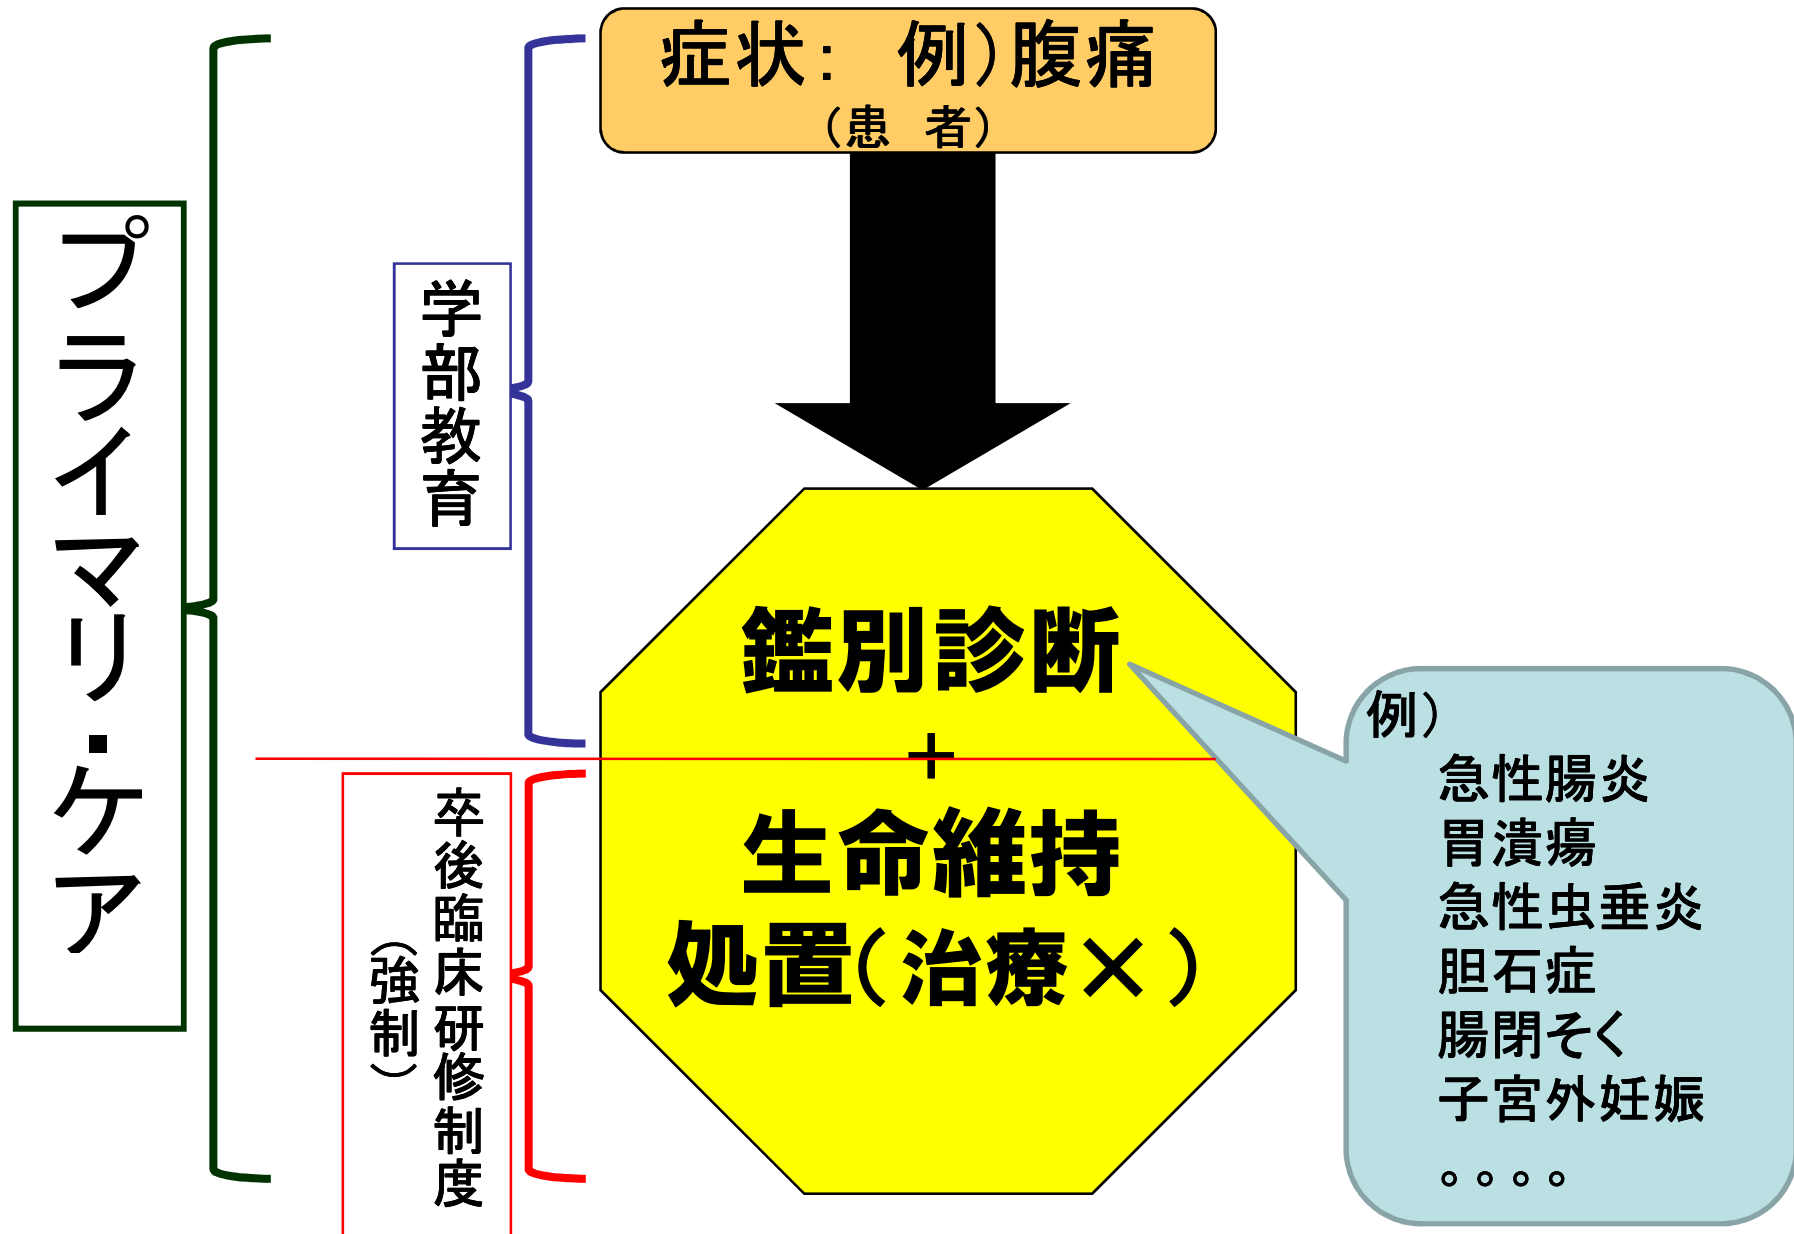 症状： 例）腹痛
（患 者）
プライマリ・ケア
学部教育
鑑別診断
+
生命維持
処置（治療×）
卒後臨床研修制度
（強制）
例）
急性腸炎
胃潰瘍
急性虫垂炎
胆石症
腸閉そく
子宮外妊娠
。。。。